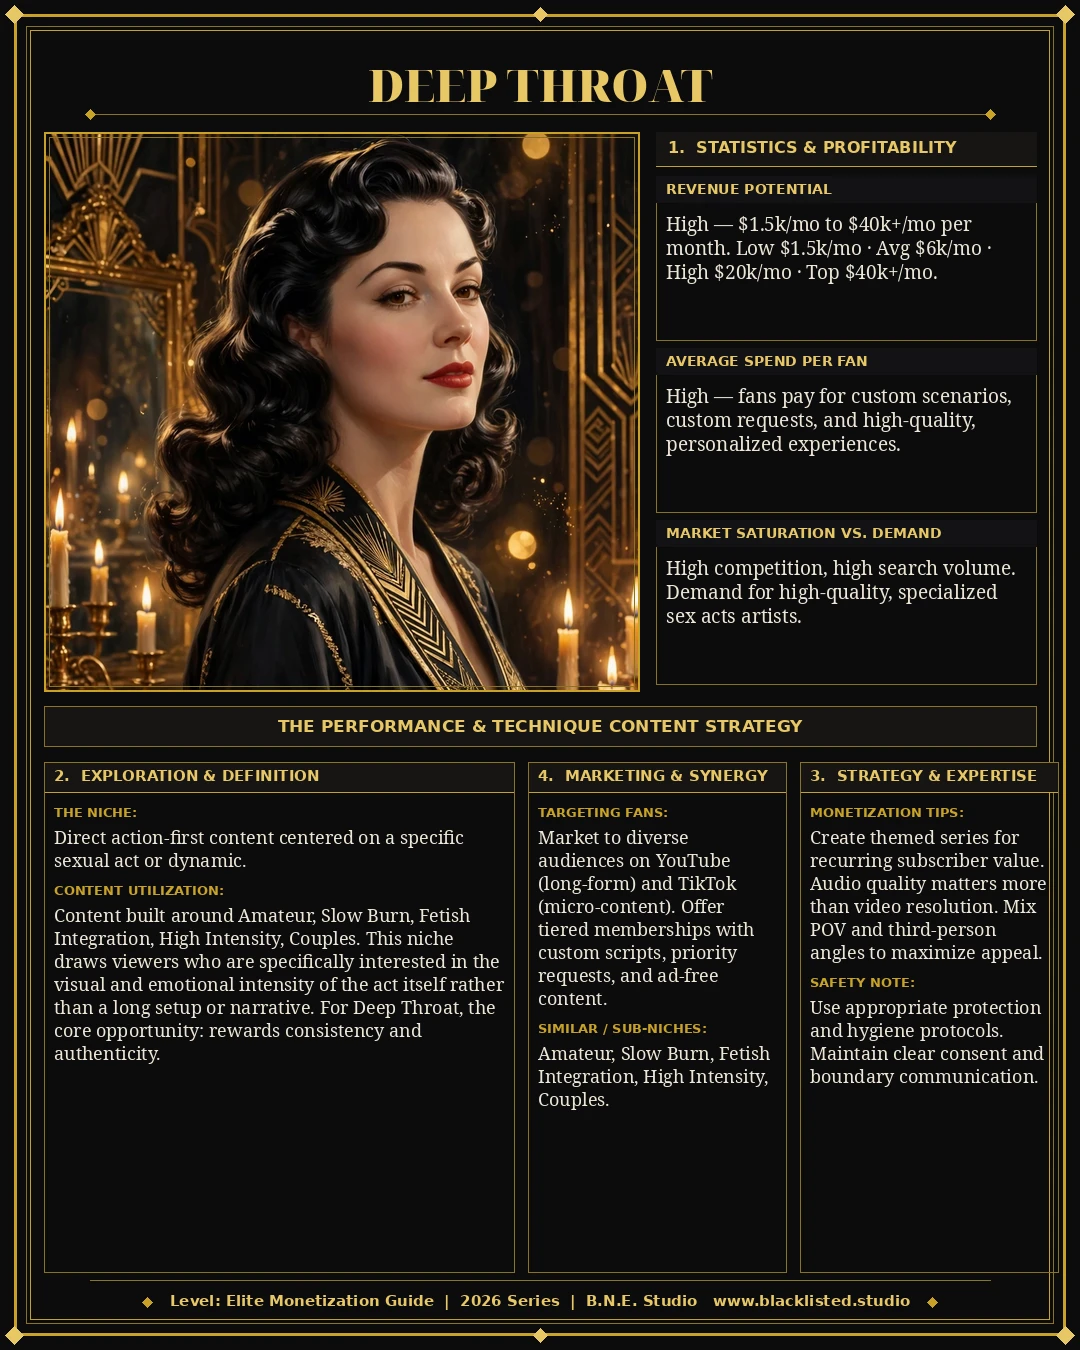 DEEP THROAT
1. STATISTICS & PROFITABILITY
REVENUE POTENTIAL
High — $1.5k/mo to $40k+/mo per
month. Low $1.5k/mo · Avg $6k/mo ·
High $20k/mo · Top $40k+/mo.
AVERAGE SPEND PER FAN
High — fans pay for custom scenarios,
custom requests, and high-quality,
personalized experiences.
MARKET SATURATION VS. DEMAND
High competition, high search volume.
Demand for high-quality, specialized
sex acts artists.
THE PERFORMANCE & TECHNIQUE CONTENT STRATEGY
2. EXPLORATION & DEFINITION
THE NICHE:
Direct action-first content centered on a specific
sexual act or dynamic.
CONTENT UTILIZATION:
Content built around Amateur, Slow Burn, Fetish
Integration, High Intensity, Couples. This niche
draws viewers who are specifically interested in the
visual and emotional intensity of the act itself rather
than a long setup or narrative. For Deep Throat, the
core opportunity: rewards consistency and
authenticity.
4. MARKETING & SYNERGY
TARGETING FANS:
Market to diverse
audiences on YouTube
(long-form) and TikTok
(micro-content). Offer
tiered memberships with
custom scripts, priority
requests, and ad-free
content.
SIMILAR / SUB-NICHES:
Amateur, Slow Burn, Fetish
Integration, High Intensity,
Couples.
3. STRATEGY & EXPERTISE
MONETIZATION TIPS:
Create themed series for
recurring subscriber value.
Audio quality matters more
than video resolution. Mix
POV and third-person
angles to maximize appeal.
SAFETY NOTE:
Use appropriate protection
and hygiene protocols.
Maintain clear consent and
boundary communication.
Level: Elite Monetization Guide | 2026 Series | B.N.E. Studio www.blacklisted.studio